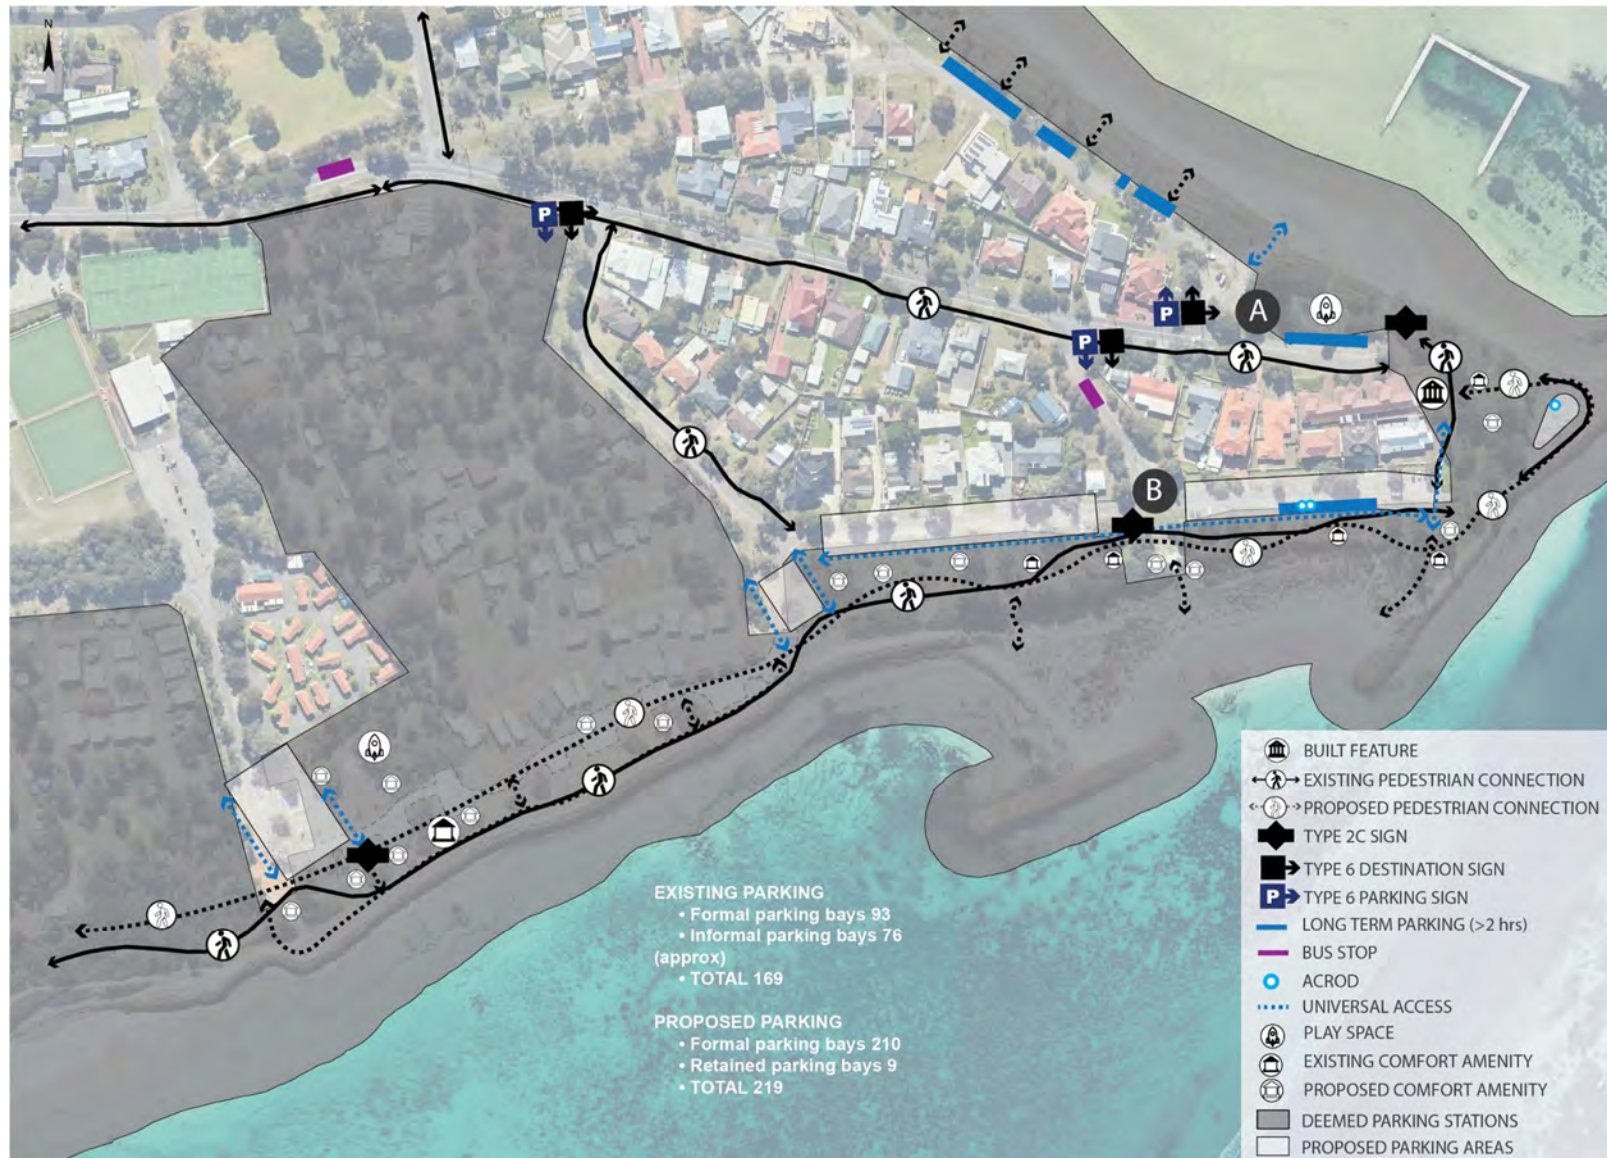 N
P
P
A
P
B
EXISTING PARKING
• Formal parking bays 93
• Informal parking bays 76
(approx)
• TOTAL 169
PROPOSED PARKING
• Formal parking bays 210
• Retained parking bays 9
• TOTAL 219
BUILT FEATURE
EXISTING PEDESTRIAN CONNECTION
PROPOSED PEDESTRIAN CONNECTION
TYPE 2C SIGN
TYPE 6 DESTINATION SIGN
P TYPE 6 PARKING SIGN
LONG TERM PARKING (>2 hrs)
BUS STOP
ACROD
UNIVERSAL ACCESS
PLAY SPACE
EXISTING COMFORT AMENITY
PROPOSED COMFORT AMENITY
DEEMED PARKING STATIONS
PROPOSED PARKING AREAS